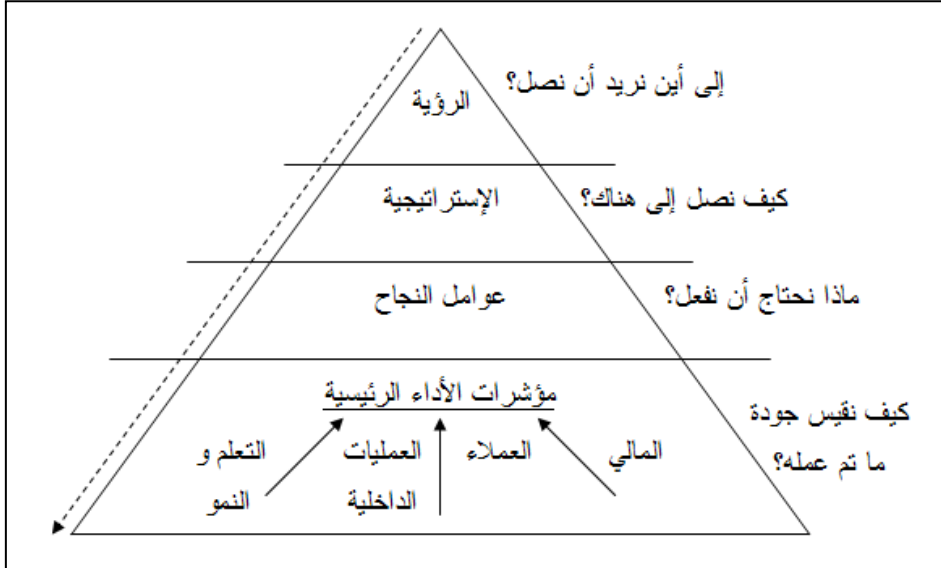 إلى أين نريد أن نصل؟
الرؤية
كيف نصل إلى هناك؟
الإستراتيجية
ماذا نحتاج أن نفعل؟
عوامل النجاح
كيف نقيس جودة
ما تم عمله؟
مؤشرات الأداء الرئيسية
المالي
العملاء
العمليات
الداخلية
التعلم و
النمو